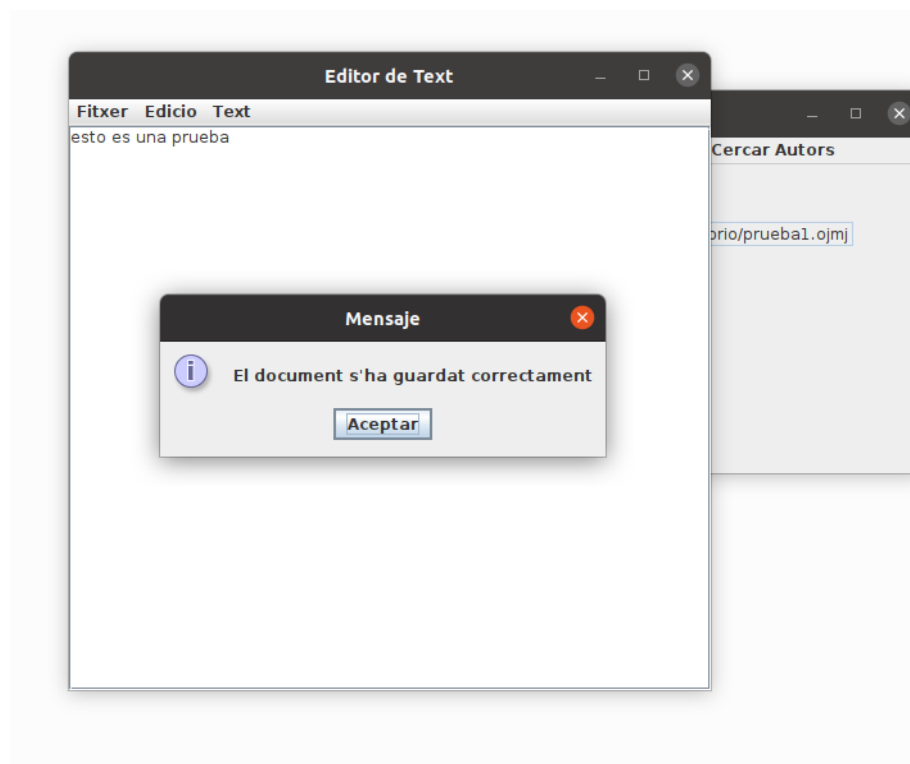 Editor de Text
Fitxer Edicio Text
esto es una prueba
Cercar Autors
orio/prueba1.ojmj
Mensaje
i
El document s'ha guardat correctament
Aceptar